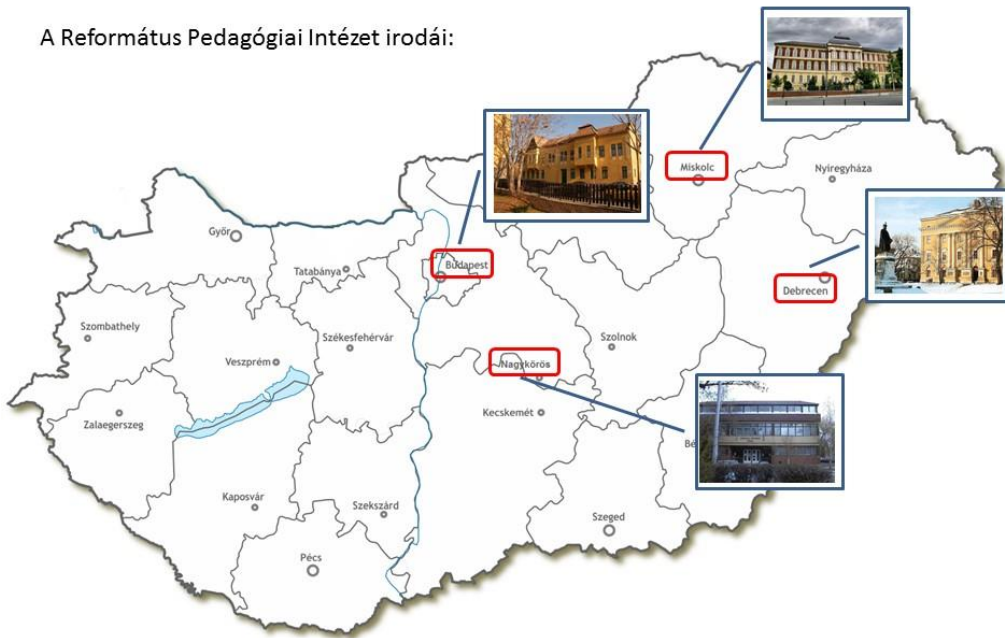 A Református Pedagógiai Intézet irodái:
Miskolc
Nyíregyháza
Győr
Budapest
Tatabánya
Debrecen
Szombathely
Székesfehérvár
Szolnok
Veszprém
Nagykőrös
Zalaegerszeg
Kecskemét
Bé
Kaposvár
Szekszárd
Szeged
Pécs